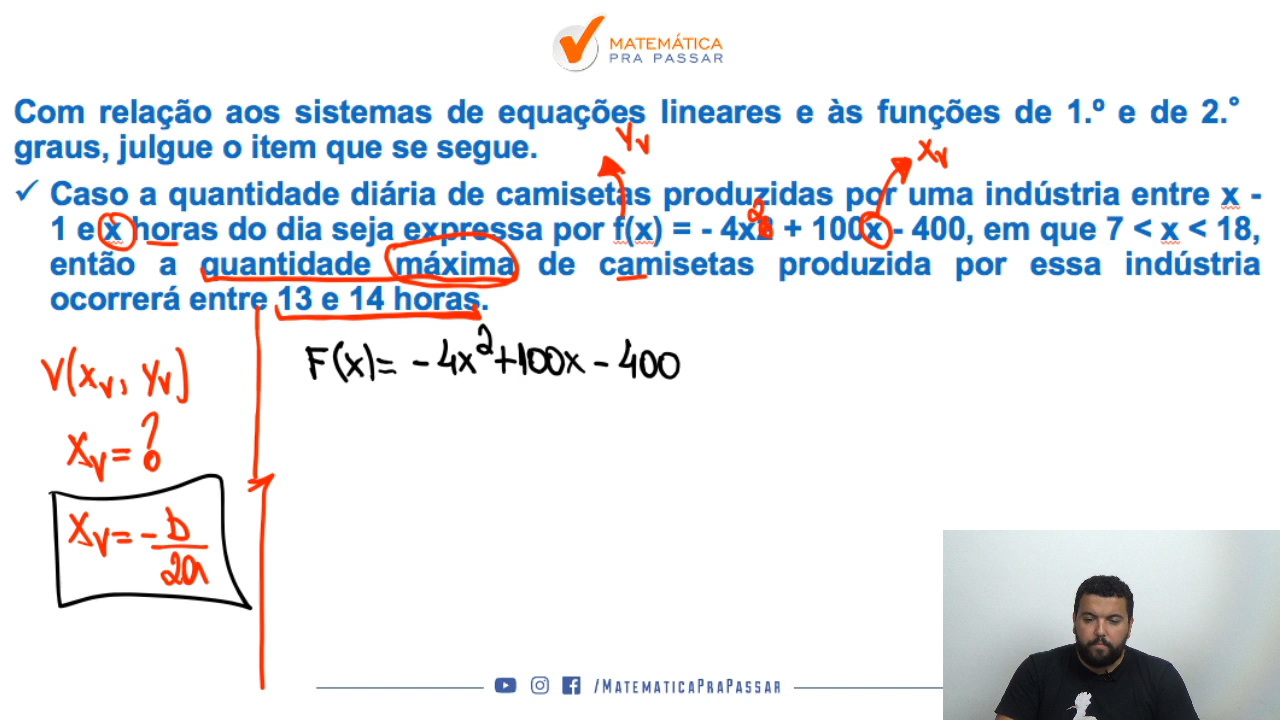 MATEMÁTICA
PRA PASSAR
Com relação aos sistemas de equações lineares e às funções de 1.º e de 2.°
graus, julgue o item que se segue.
Yv
Xv
✓ Caso a quantidade diária de camisetas produzidas por uma indústria entre x -
1 e x horas do dia seja expressa por f(x) = - 4x2 + 100x - 400, em que 7 < x < 18,
então a quantidade máxima de camisetas produzida por essa indústria
ocorrerá entre 13 e 14 horas.
F(x)= -4x²+100x-400
V(Xv, Yv)
Xv = ?
Xv = -b/2a
/MatematicaPraPassar